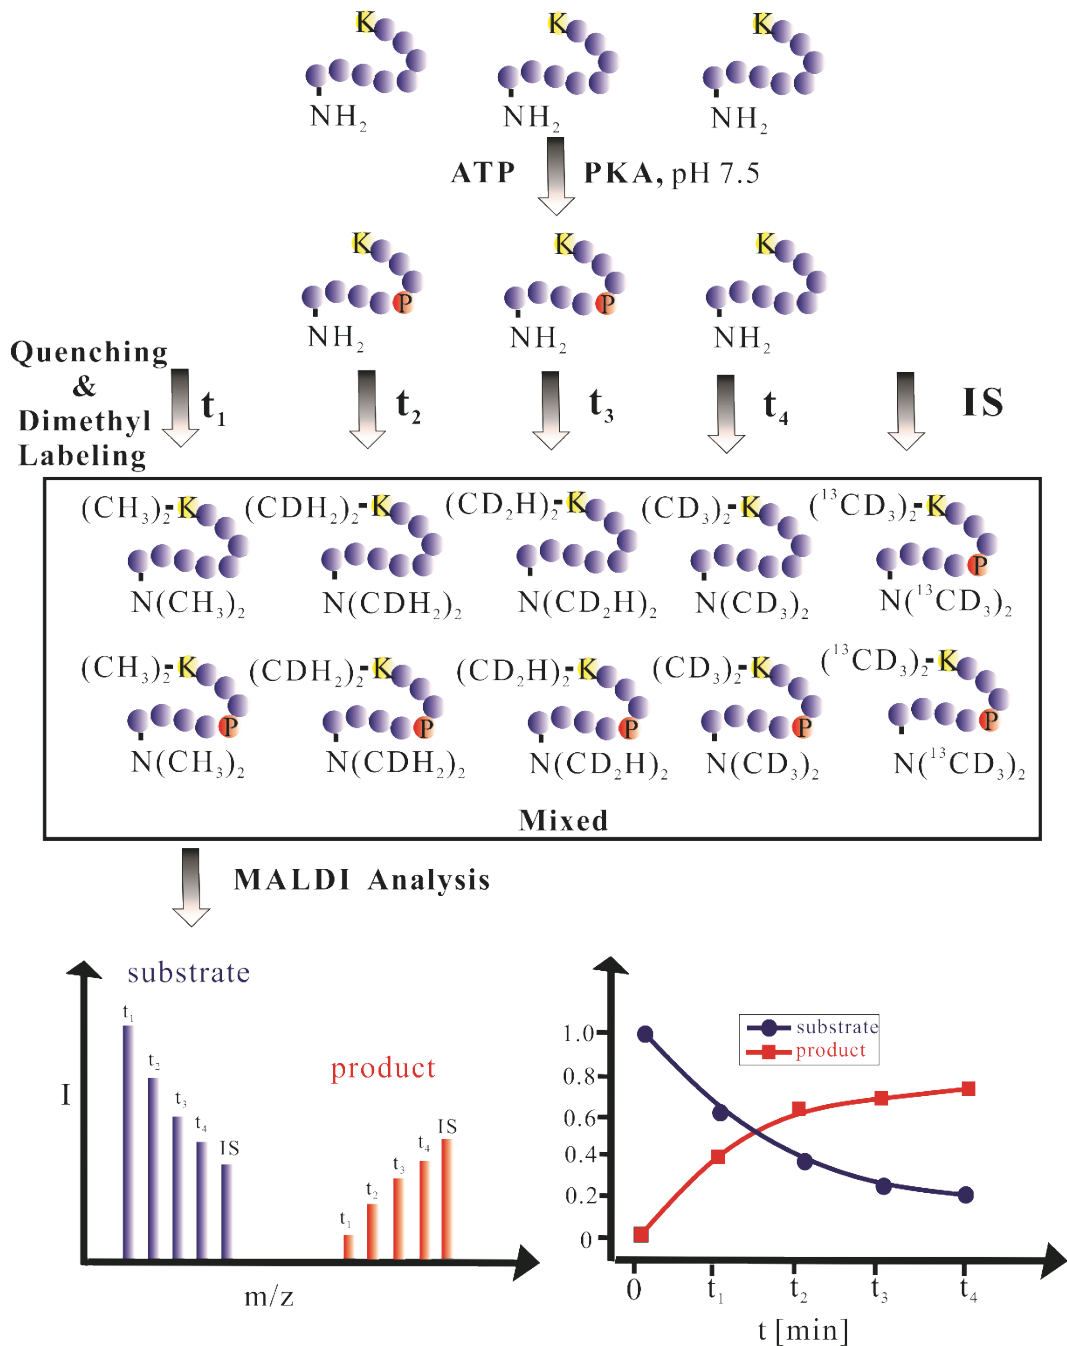 K K K
NH₂ NH₂ NH₂
ATP PKA, pH 7.5
K K K
P P
NH₂ NH₂ NH₂
Quenching
&
Dimethyl
Labeling
t₁ t₂ t₃ t₄ IS
(CH₃)₂-K (CDH₂)₂-K (CD₂H)₂-K (CD₃)₂-K (¹³CD₃)₂-K
P
N(CH₃)₂ N(CDH₂)₂ N(CD₂H)₂ N(CD₃)₂ N(¹³CD₃)₂
(CH₃)₂-K (CDH₂)₂-K (CD₂H)₂-K (CD₃)₂-K (¹³CD₃)₂-K
P P P P P
N(CH₃)₂ N(CDH₂)₂ N(CD₂H)₂ N(CD₃)₂ N(¹³CD₃)₂
Mixed
MALDI Analysis
substrate
t₁
t₂
t₃
t₄
IS
product
t₁
t₂
t₃
t₄
IS
I
m/z
substrate
product
1.0
0.8
0.6
0.4
0.2
0
0 t₁ t₂ t₃ t₄
t [min]